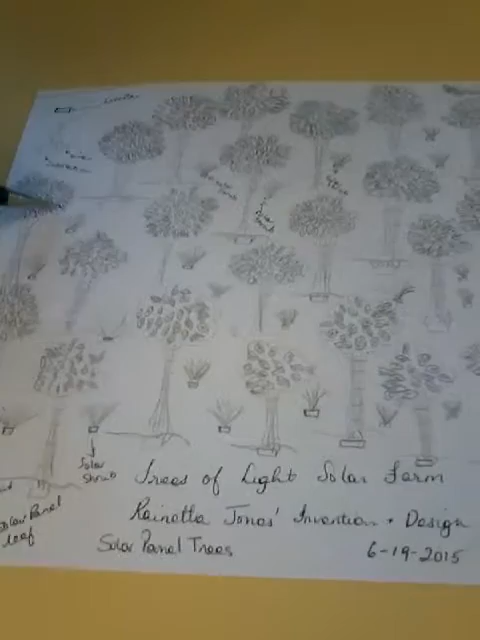 Solar
Shrub
Trees of Light Solar Farm
Rainetta Jones' Invention + Design
Solar Panel
leaf
Solar Panel Trees
6-19-2015